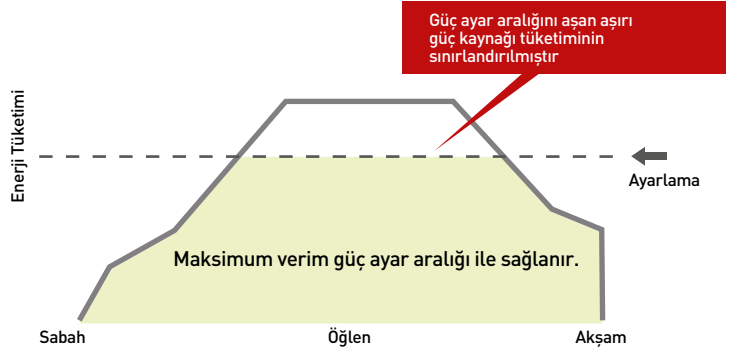 Güç ayar aralığını aşan aşırı
güç kaynağı tüketiminin
sınırlandırılmıştır
Enerji Tüketimi
Ayarlama
Maksimum verim güç ayar aralığı ile sağlanır.
Sabah
Öğlen
Akşam